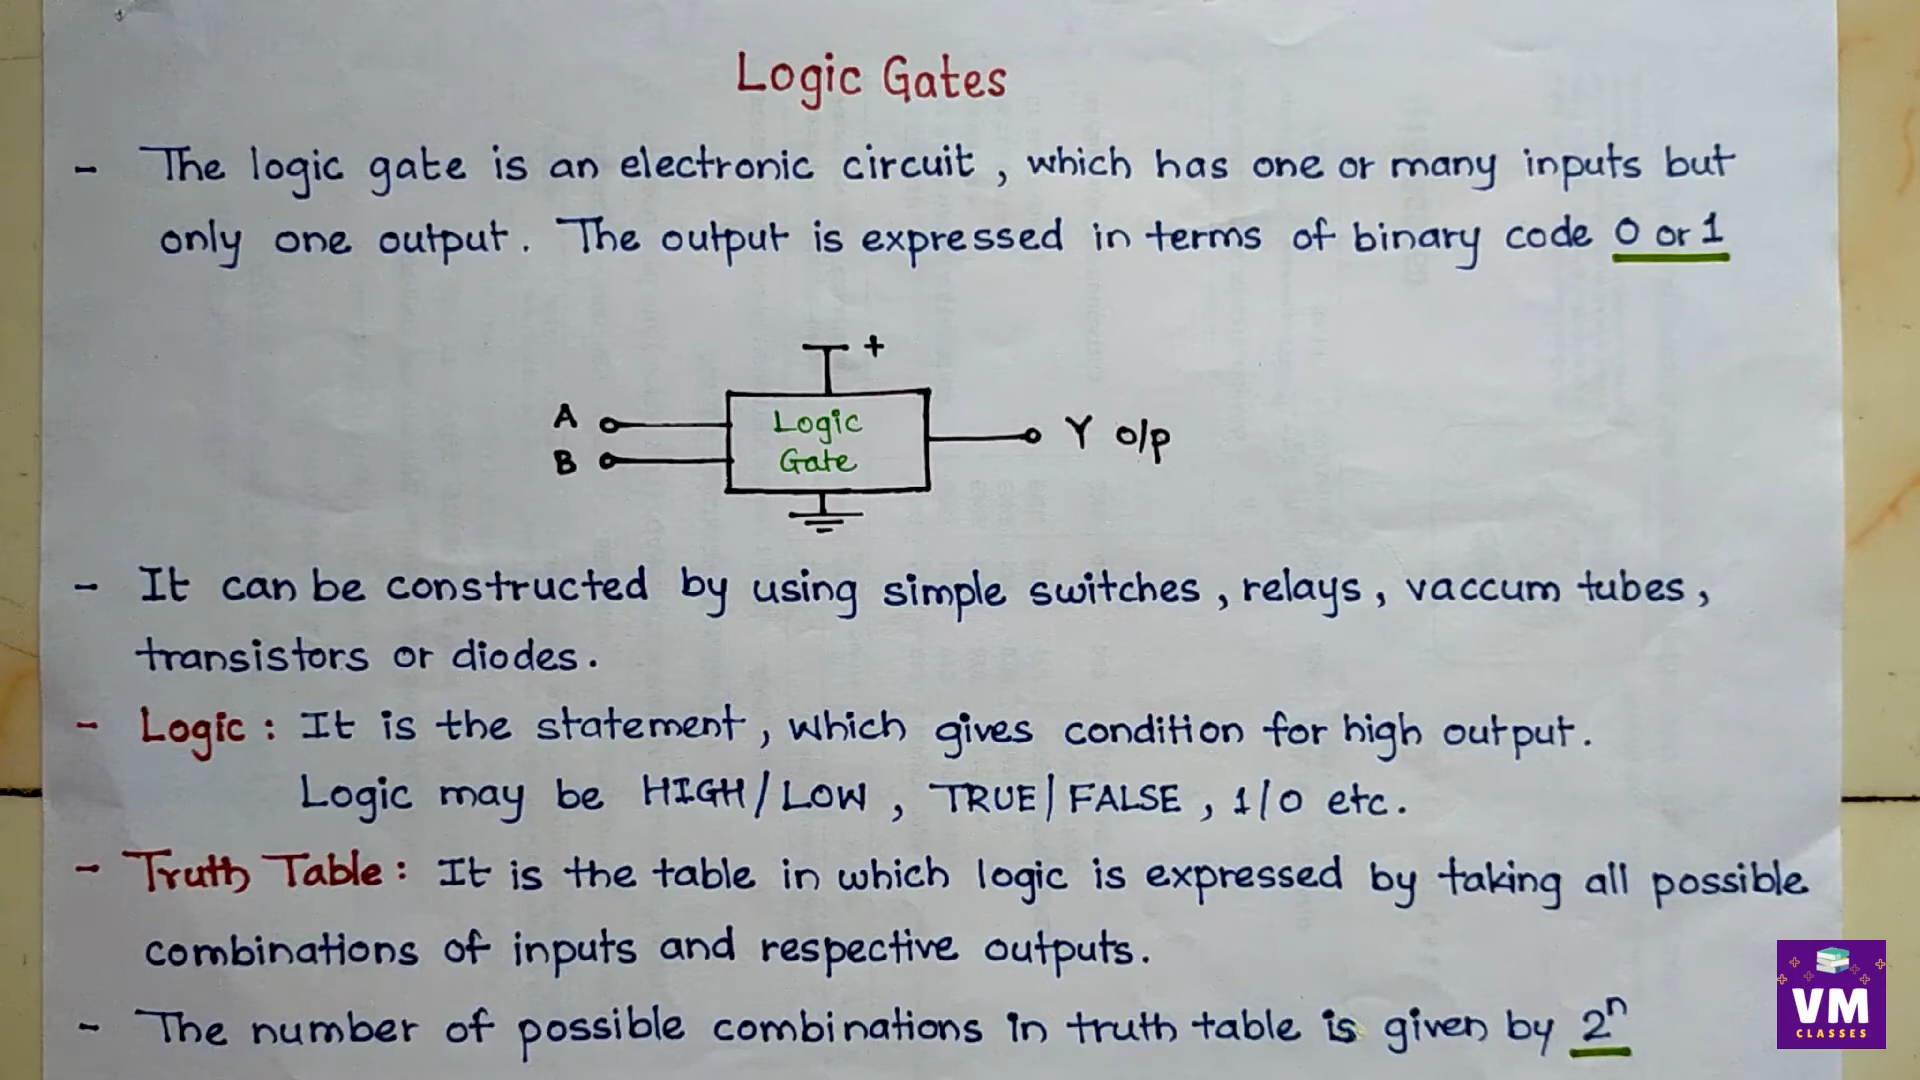 Logic Gates
- The logic gate is an electronic circuit, which has one or many inputs but
only one output. The output is expressed in terms of binary code 0 or 1
+
A
B
Logic
Gate
Y o/p
- It can be constructed by using simple switches, relays, vaccum tubes,
transistors or diodes.
- Logic: It is the statement, which gives condition for high output.
Logic may be HIGH/LOW, TRUE/FALSE, 1/0 etc.
- Truth Table: It is the table in which logic is expressed by taking all possible
combinations of inputs and respective outputs.
- The number of possible combinations in truth table is given by 2ⁿ
VM
CLASSES